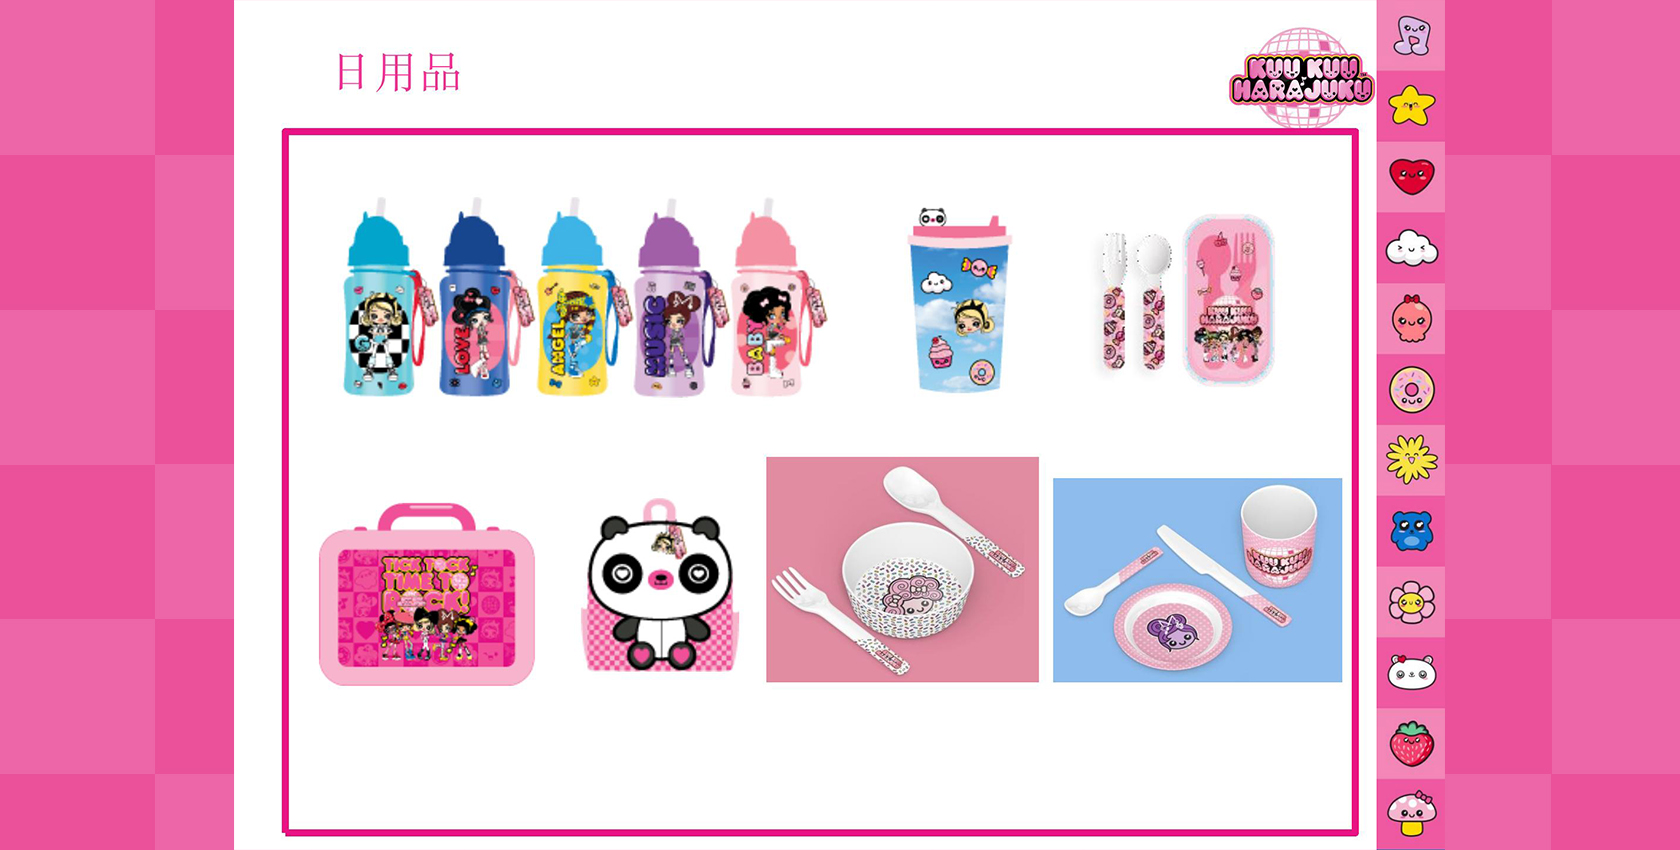 日用品
KUU KUU
HARAJUKU
LOVE
ANGEL
MUSIC
BABY
KUU KUU
HARAJUKU
TICK TOCK
TIME TO
ROCK!
KUU KUU
HARAJUKU